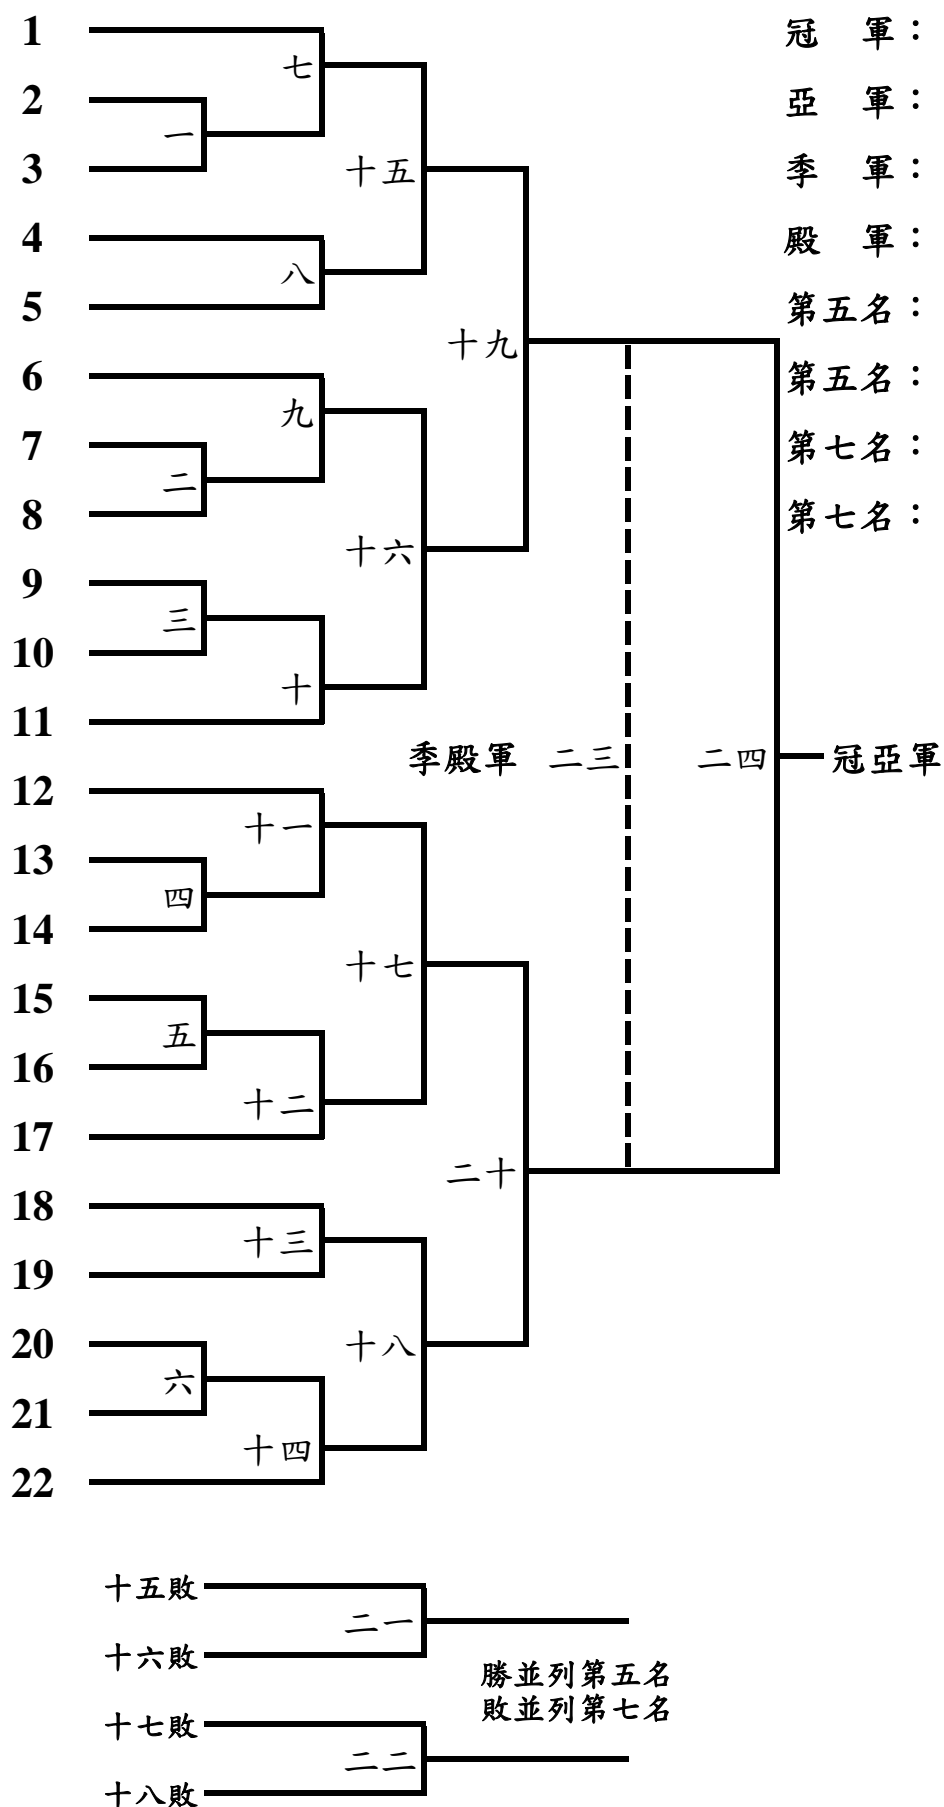 1
冠 軍：
七
2
亞 軍：
一
3
十五
季 軍：
4
殿 軍：
八
5
第五名：
十九
6
第五名：
九
7
第七名：
二
8
第七名：
十六
9
三
10
十
11
季殿軍 二三 二四 冠亞軍
12
十一
13
四
14
十七
15
五
16
十二
17
二十
18
十三
19
20
十八
六
21
十四
22
十五敗
二一
十六敗
勝並列第五名
敗並列第七名
十七敗
二二
十八敗